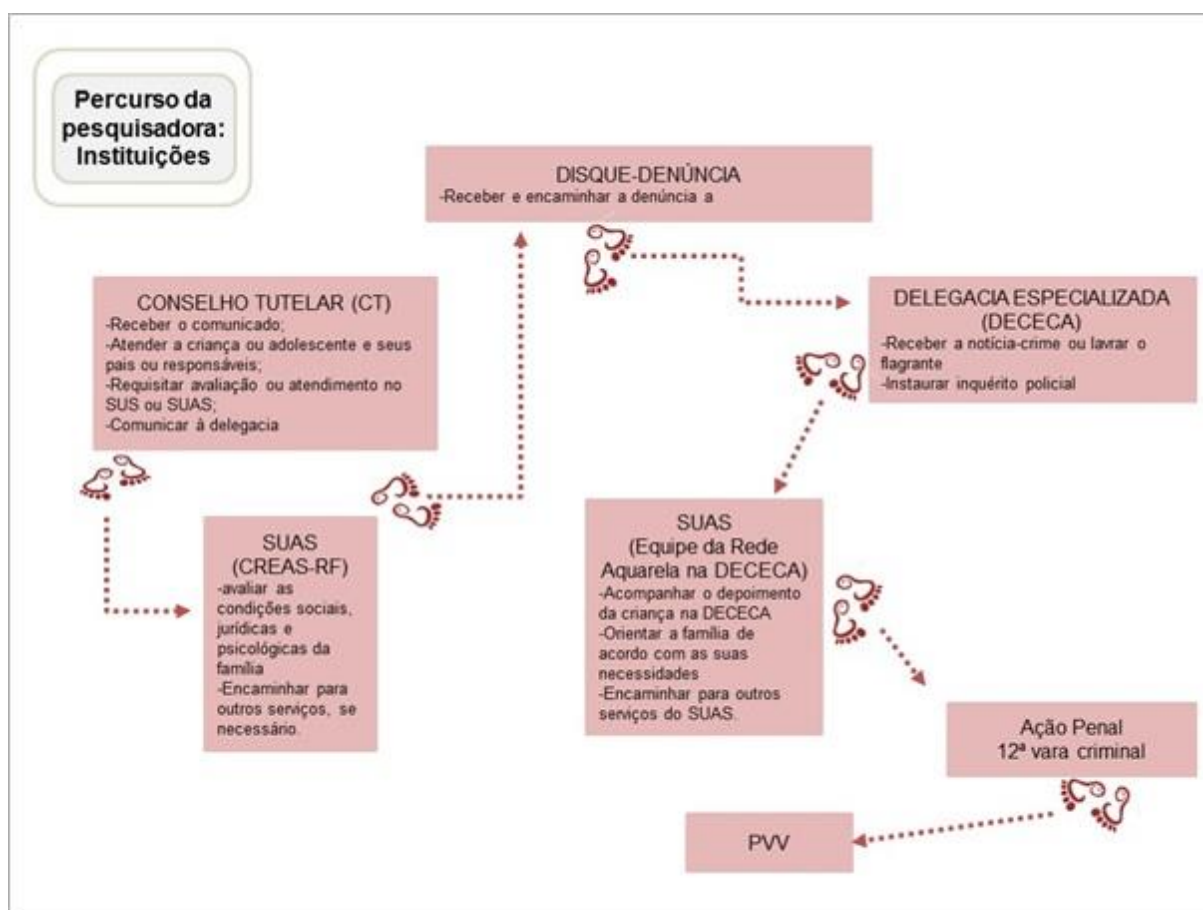 Percurso da
pesquisadora:
Instituições
DISQUE-DENÚNCIA
-Receber e encaminhar a denúncia a
CONSELHO TUTELAR (CT)
-Receber o comunicado;
-Atender a criança ou adolescente e seus
pais ou responsáveis;
-Requisitar avaliação ou atendimento no
SUS ou SUAS;
-Comunicar à delegacia
DELEGACIA ESPECIALIZADA
(DECECA)
-Receber a notícia-crime ou lavrar o
flagrante
-Instaurar inquérito policial
SUAS
(CREAS-RF)
-avaliar as
condições sociais,
jurídicas e
psicológicas da
família
-Encaminhar para
outros serviços, se
necessário.
SUAS
(Equipe da Rede
Aquarela na DECECA)
-Acompanhar o depoimento
da criança na DECECA
-Orientar a família de
acordo com as suas
necessidades
-Encaminhar para outros
serviços do SUAS.
Ação Penal
12ª vara criminal
PVV